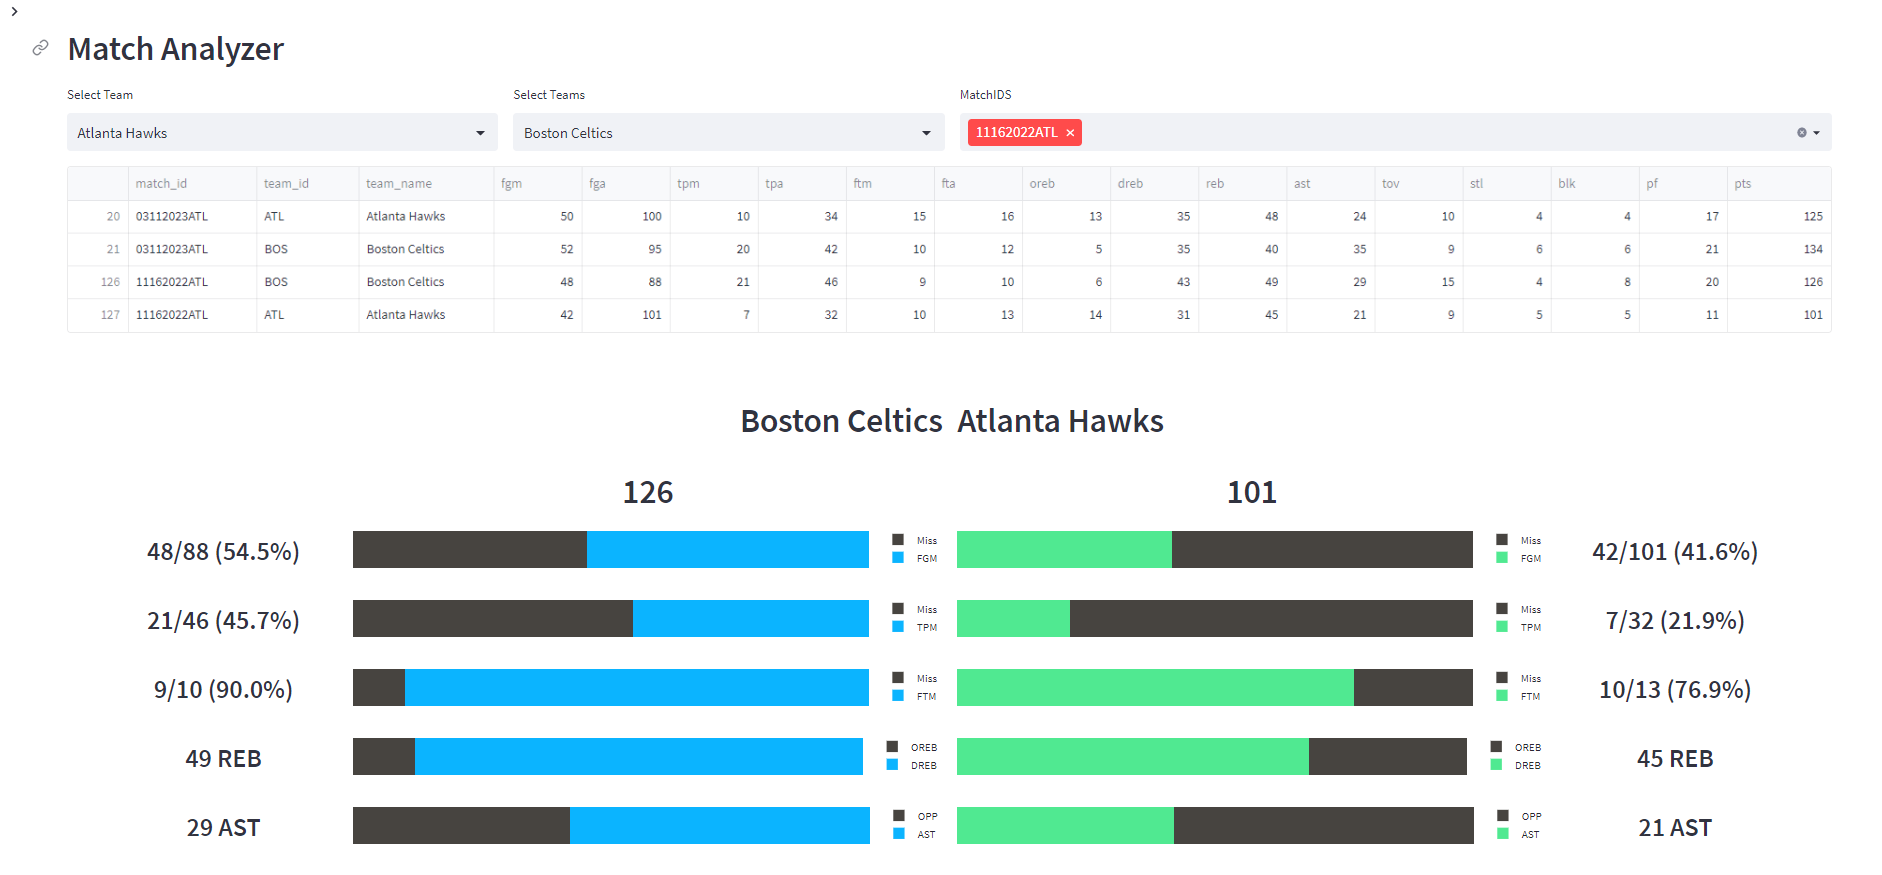 Match Analyzer
Select Team Select Teams MatchIDS
Atlanta Hawks Boston Celtics 11162022ATL ×
match_id team_id team_name fgm fga tpm tpa ftm fta oreb dreb reb ast tov stl blk pf pts
20 03112023ATL ATL Atlanta Hawks 50 100 10 34 15 16 13 35 48 24 10 4 4 17 125
21 03112023ATL BOS Boston Celtics 52 95 20 42 10 12 5 35 40 35 9 6 6 21 134
126 11162022ATL BOS Boston Celtics 48 88 21 46 9 10 6 43 49 29 15 4 8 20 126
127 11162022ATL ATL Atlanta Hawks 42 101 7 32 10 13 14 31 45 21 9 5 5 11 101
Boston Celtics Atlanta Hawks
126 101
48/88 (54.5%) Miss FGM Miss FGM 42/101 (41.6%)
21/46 (45.7%) Miss TPM Miss TPM 7/32 (21.9%)
9/10 (90.0%) Miss FTM Miss FTM 10/13 (76.9%)
49 REB OREB DREB OREB DREB 45 REB
29 AST OPP AST OPP AST 21 AST